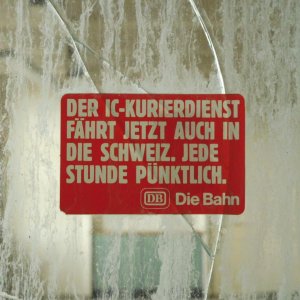 DER IC-KURIERDIENST
FÄHRT JETZT AUCH IN
DIE SCHWEIZ. JEDE
STUNDE PÜNKTLICH.
DB Die Bahn